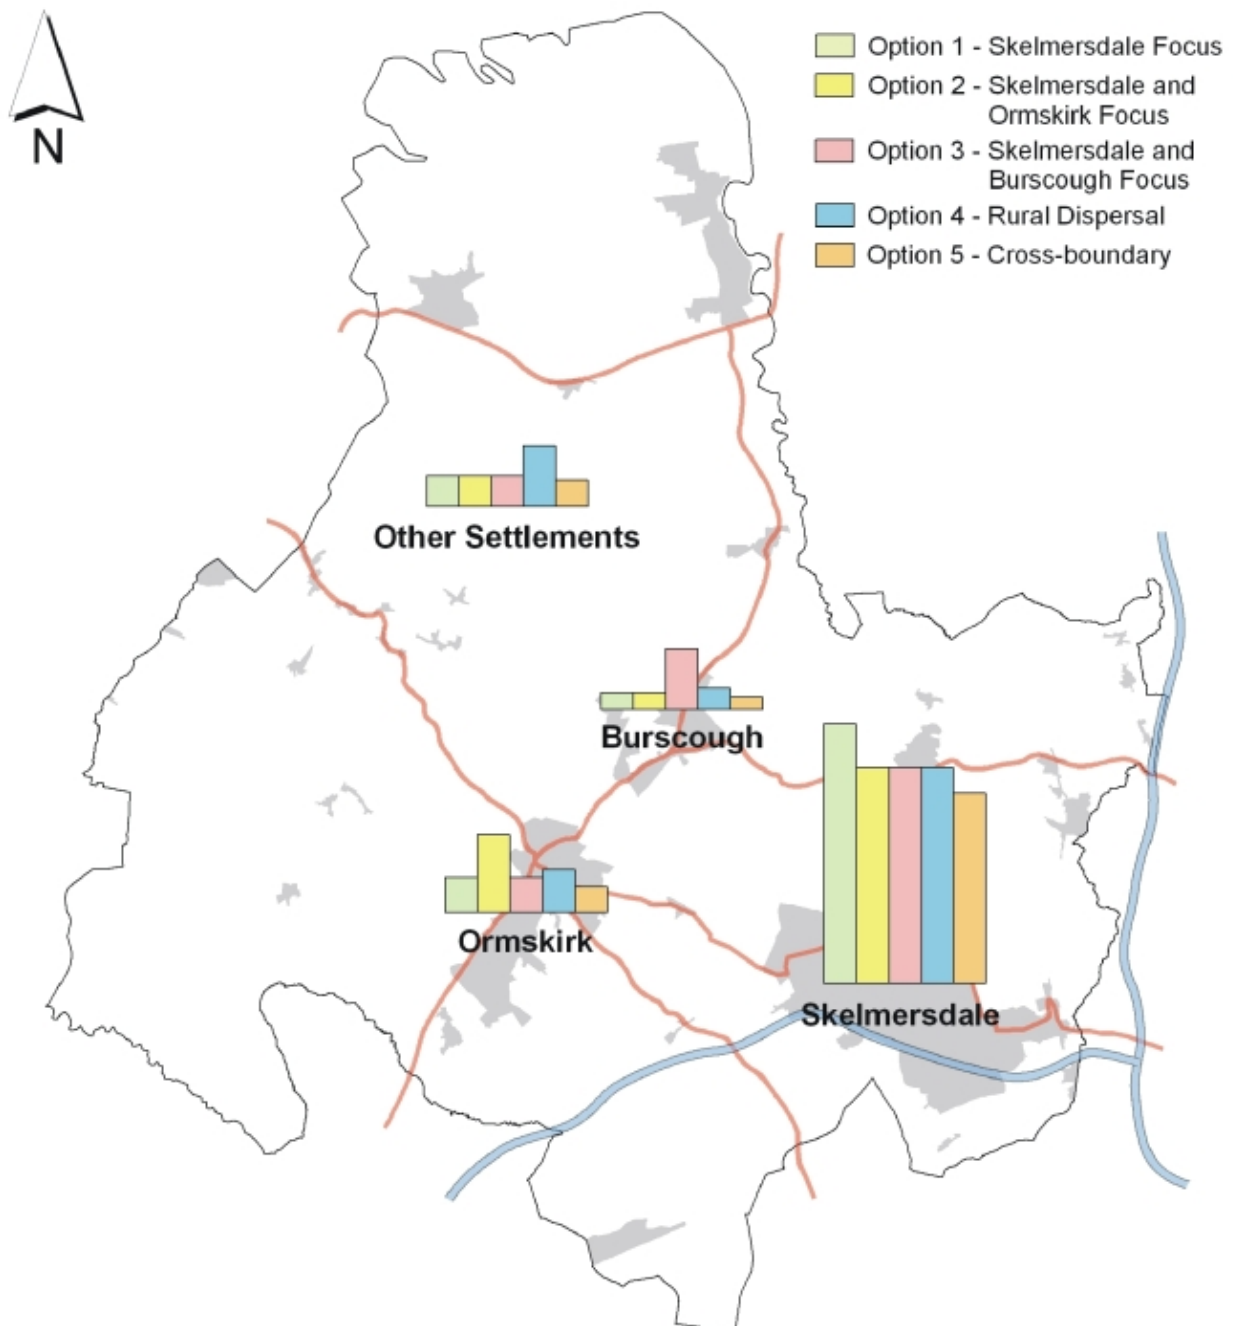 N
Option 1 - Skelmersdale Focus
Option 2 - Skelmersdale and
Ormskirk Focus
Option 3 - Skelmersdale and
Burscough Focus
Option 4 - Rural Dispersal
Option 5 - Cross-boundary
Other Settlements
Burscough
Ormskirk
Skelmersdale